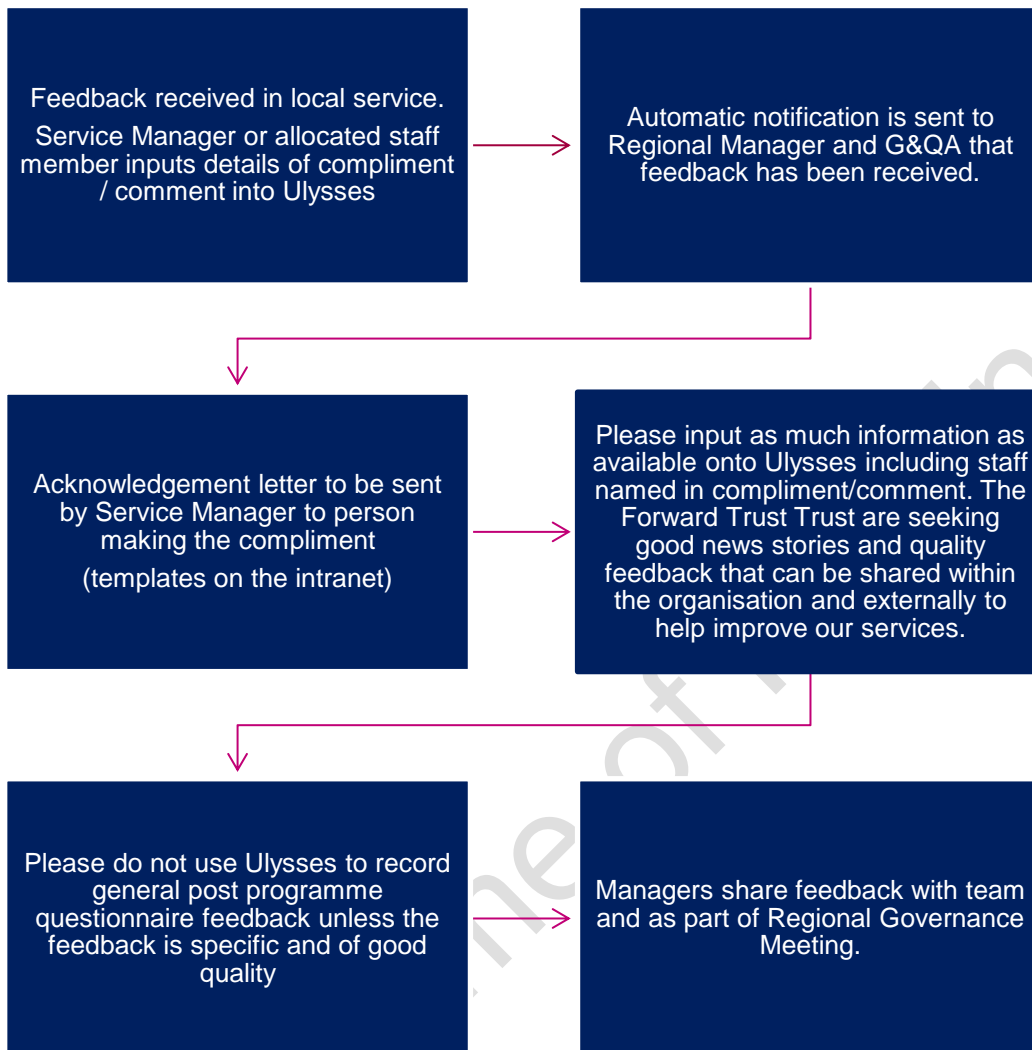 Feedback received in local service.
Service Manager or allocated staff
member inputs details of compliment
/ comment into Ulysses
Automatic notification is sent to
Regional Manager and G&QA that
feedback has been received.
Acknowledgement letter to be sent
by Service Manager to person
making the compliment
(templates on the intranet)
Please input as much information as
available onto Ulysses including staff
named in compliment/comment. The
Forward Trust Trust are seeking
good news stories and quality
feedback that can be shared within
the organisation and externally to
help improve our services.
Please do not use Ulysses to record
general post programme
questionnaire feedback unless the
feedback is specific and of good
quality
Managers share feedback with team
and as part of Regional Governance
Meeting.